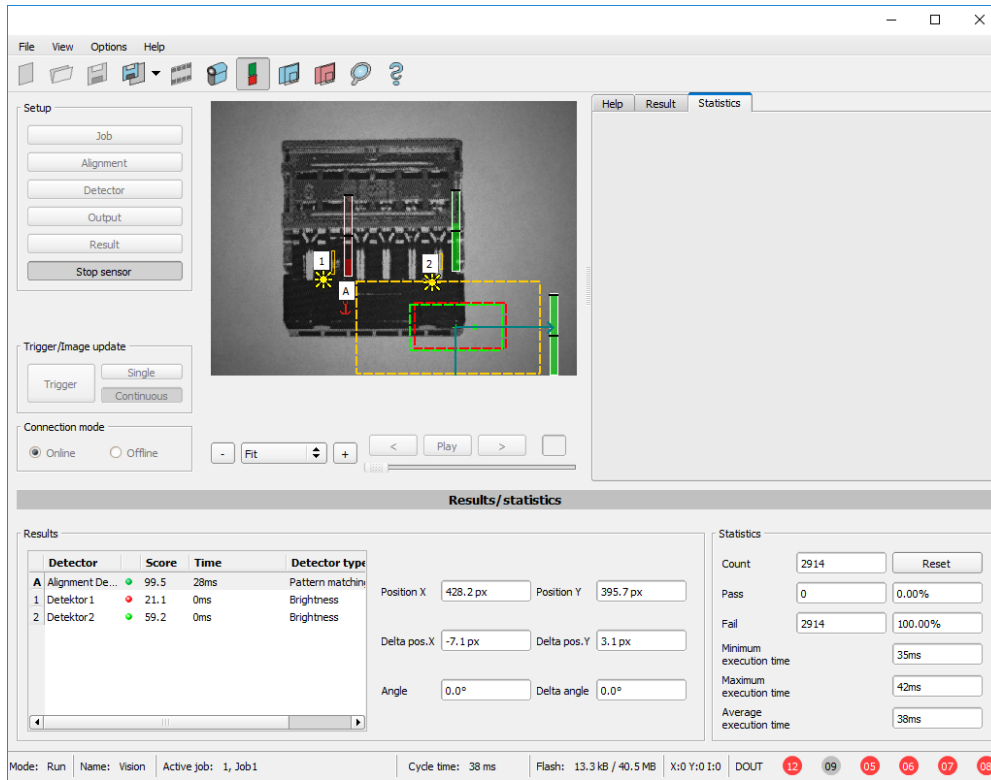 File View Options Help
Setup
Job
Alignment
Detector
Output
Result
Stop sensor
Trigger/Image update
Trigger
Single
Continuous
Connection mode
Online Offline
1
2
A
- Fit +
< Play >
Help Result Statistics
Results/statistics
Results
Detector Score Time Detector type
A Alignment De... 99.5 28ms Pattern matching
1 Detektor1 21.1 0ms Brightness
2 Detektor2 59.2 0ms Brightness
Position X 428.2 px Position Y 395.7 px
Delta pos.X -7.1 px Delta pos.Y 3.1 px
Angle 0.0° Delta angle 0.0°
Statistics
Count 2914 Reset
Pass 0 0.00%
Fail 2914 100.00%
Minimum
execution time 35ms
Maximum
execution time 42ms
Average
execution time 38ms
Mode: Run Name: Vision Active job: 1, Job1 Cycle time: 38 ms Flash: 13.3 kB / 40.5 MB X:0 Y:0 I:0 DOUT 12 09 05 06 07 08